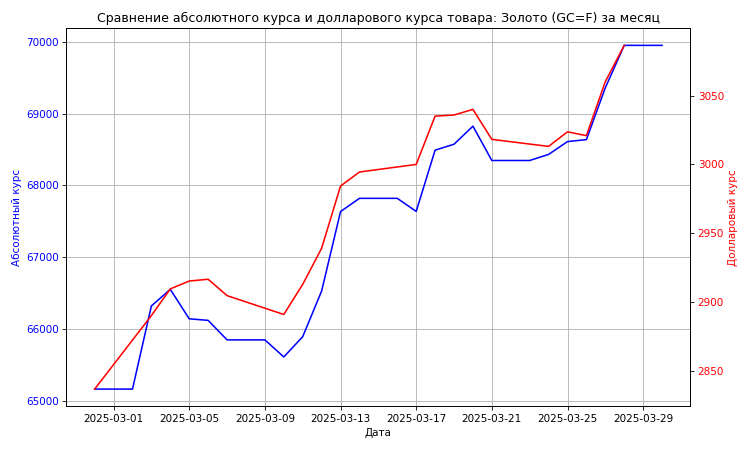 Сравнение абсолютного курса и долларового курса товара: Золото (GC=F) за месяц
Абсолютный курс
70000
69000
68000
67000
66000
65000
3050
3000
2950
2900
2850
Долларовый курс
2025-03-01 2025-03-05 2025-03-09 2025-03-13 2025-03-17 2025-03-21 2025-03-25 2025-03-29
Дата